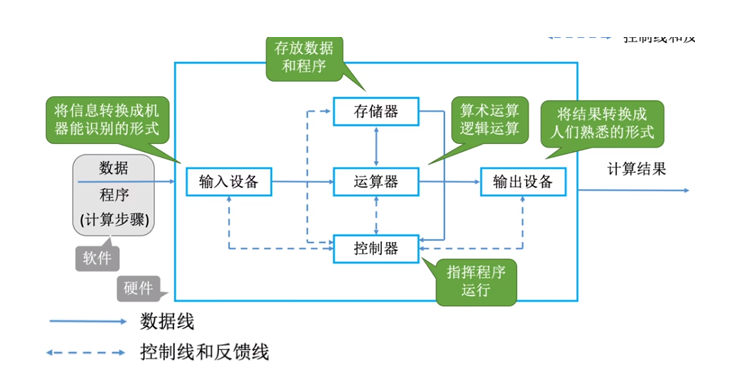 控制线和反
存放数据
和程序
将信息转换成机
器能识别的形式
存储器
算术运算
逻辑运算
将结果转换成
人们熟悉的形式
数据
程序
(计算步骤)
输入设备
运算器
输出设备
计算结果
软件
控制器
硬件
指挥程序
运行
数据线
控制线和反馈线